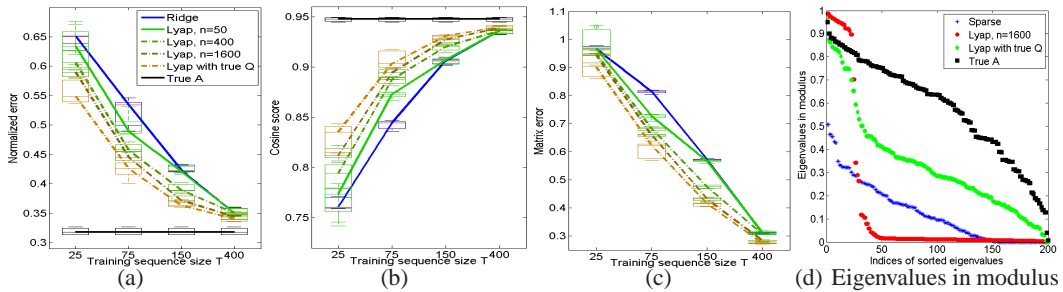 Normalized error
0.65
0.6
0.55
0.5
0.45
0.4
0.35
0.3
Ridge
Lyap, n=50
Lyap, n=400
Lyap, n=1600
Lyap with true Q
True A
25 75 150 400
Training sequence size T
(a)
Cosine score
0.95
0.9
0.85
0.8
0.75
25 75 150 400
Training sequence size T
(b)
Matrix error
1.1
1
0.9
0.8
0.7
0.6
0.5
0.4
0.3
25 75 150 400
Training sequence size T
(c)
Eigenvalues in modulus
1
0.9
0.8
0.7
0.6
0.5
0.4
0.3
0.2
0.1
0
Sparse
Lyap, n=1600
Lyap with true Q
True A
0 50 100 150 200
Indices of sorted eigenvalues
(d) Eigenvalues in modulus